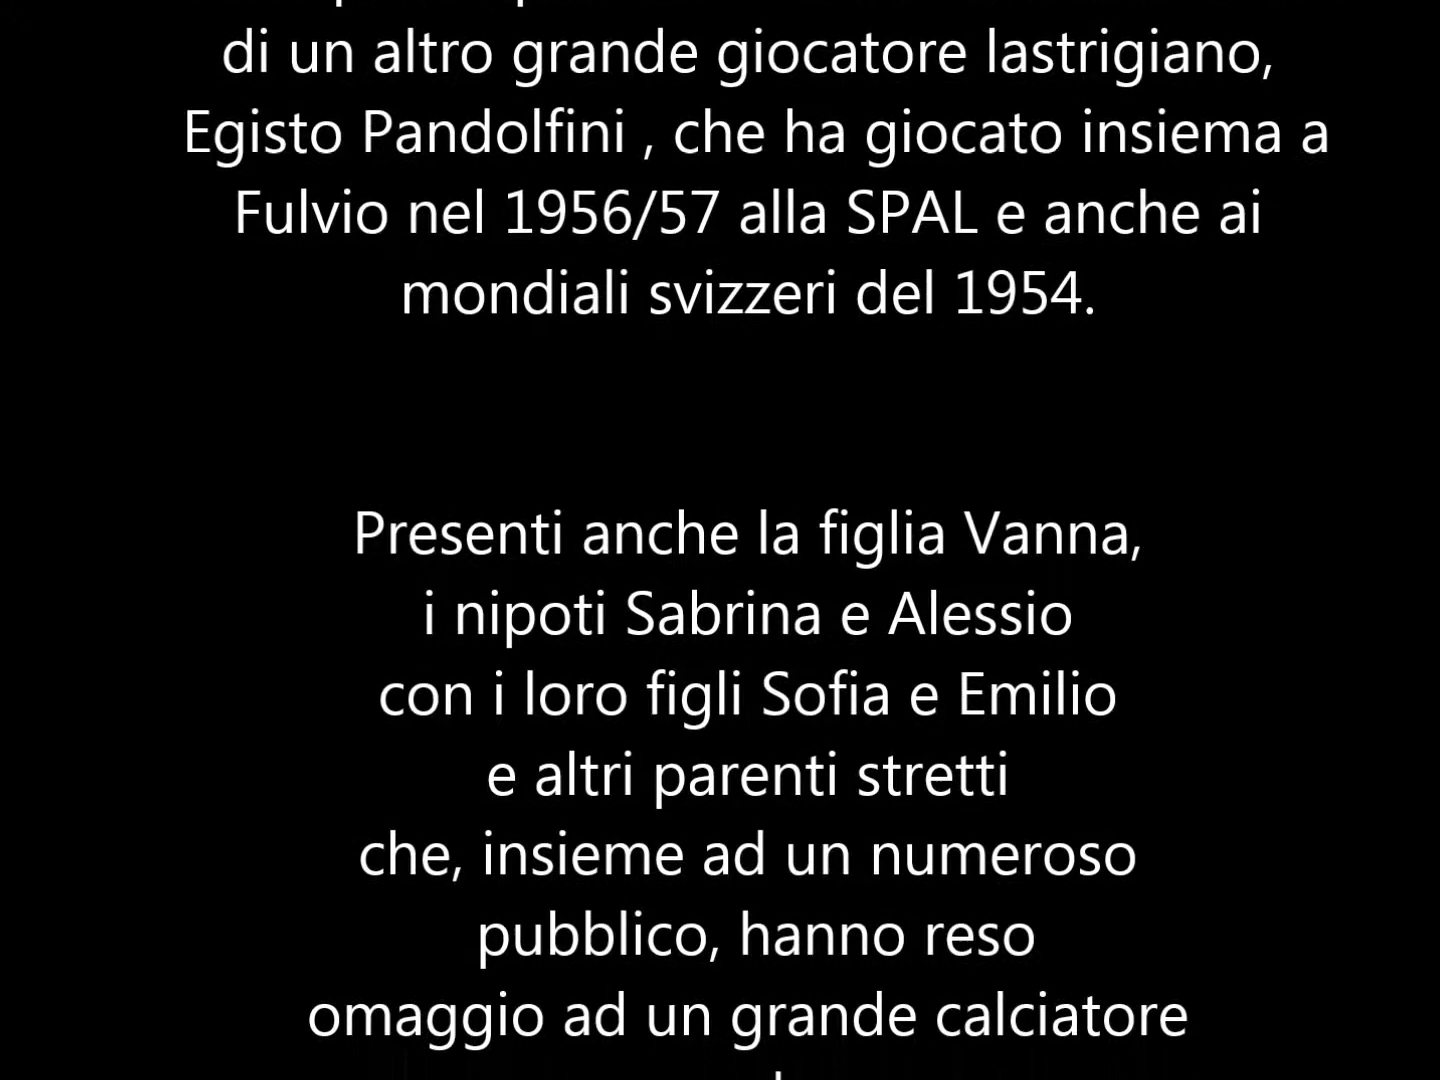 di un altro grande giocatore lastrigiano,
Egisto Pandolfini , che ha giocato insiema a
Fulvio nel 1956/57 alla SPAL e anche ai
mondiali svizzeri del 1954.
Presenti anche la figlia Vanna,
i nipoti Sabrina e Alessio
con i loro figli Sofia e Emilio
e altri parenti stretti
che, insieme ad un numeroso
pubblico, hanno reso
omaggio ad un grande calciatore